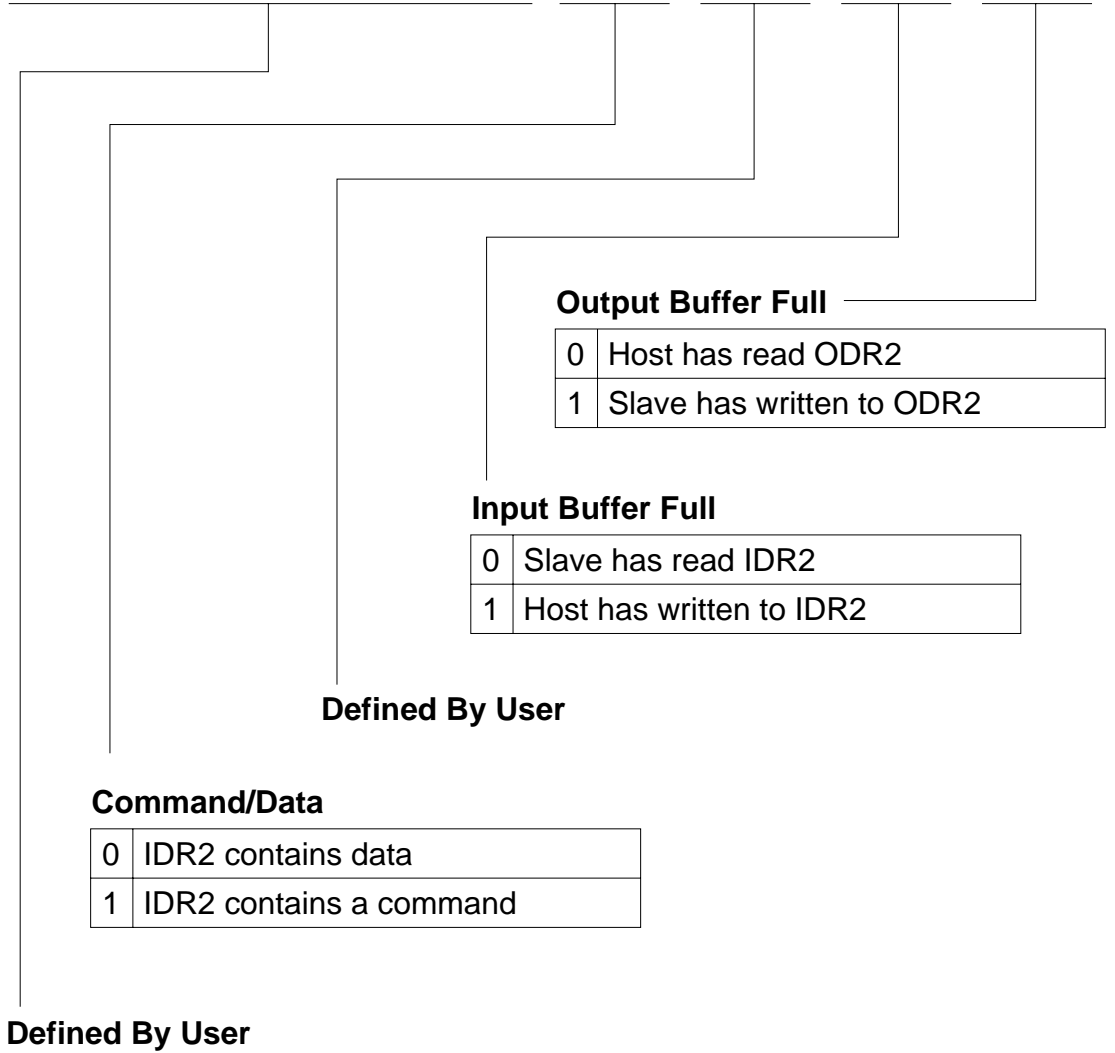 Output Buffer Full
0 Host has read ODR2
1 Slave has written to ODR2
Input Buffer Full
0 Slave has read IDR2
1 Host has written to IDR2
Defined By User
Command/Data
0 IDR2 contains data
1 IDR2 contains a command
Defined By User